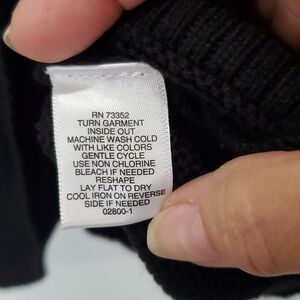 RN 73352
TURN GARMENT
INSIDE OUT
MACHINE WASH COLD
WITH LIKE COLORS
GENTLE CYCLE
USE NON CHLORINE
BLEACH IF NEEDED
RESHAPE
LAY FLAT TO DRY
COOL IRON ON REVERSE
SIDE IF NEEDED
02800-1